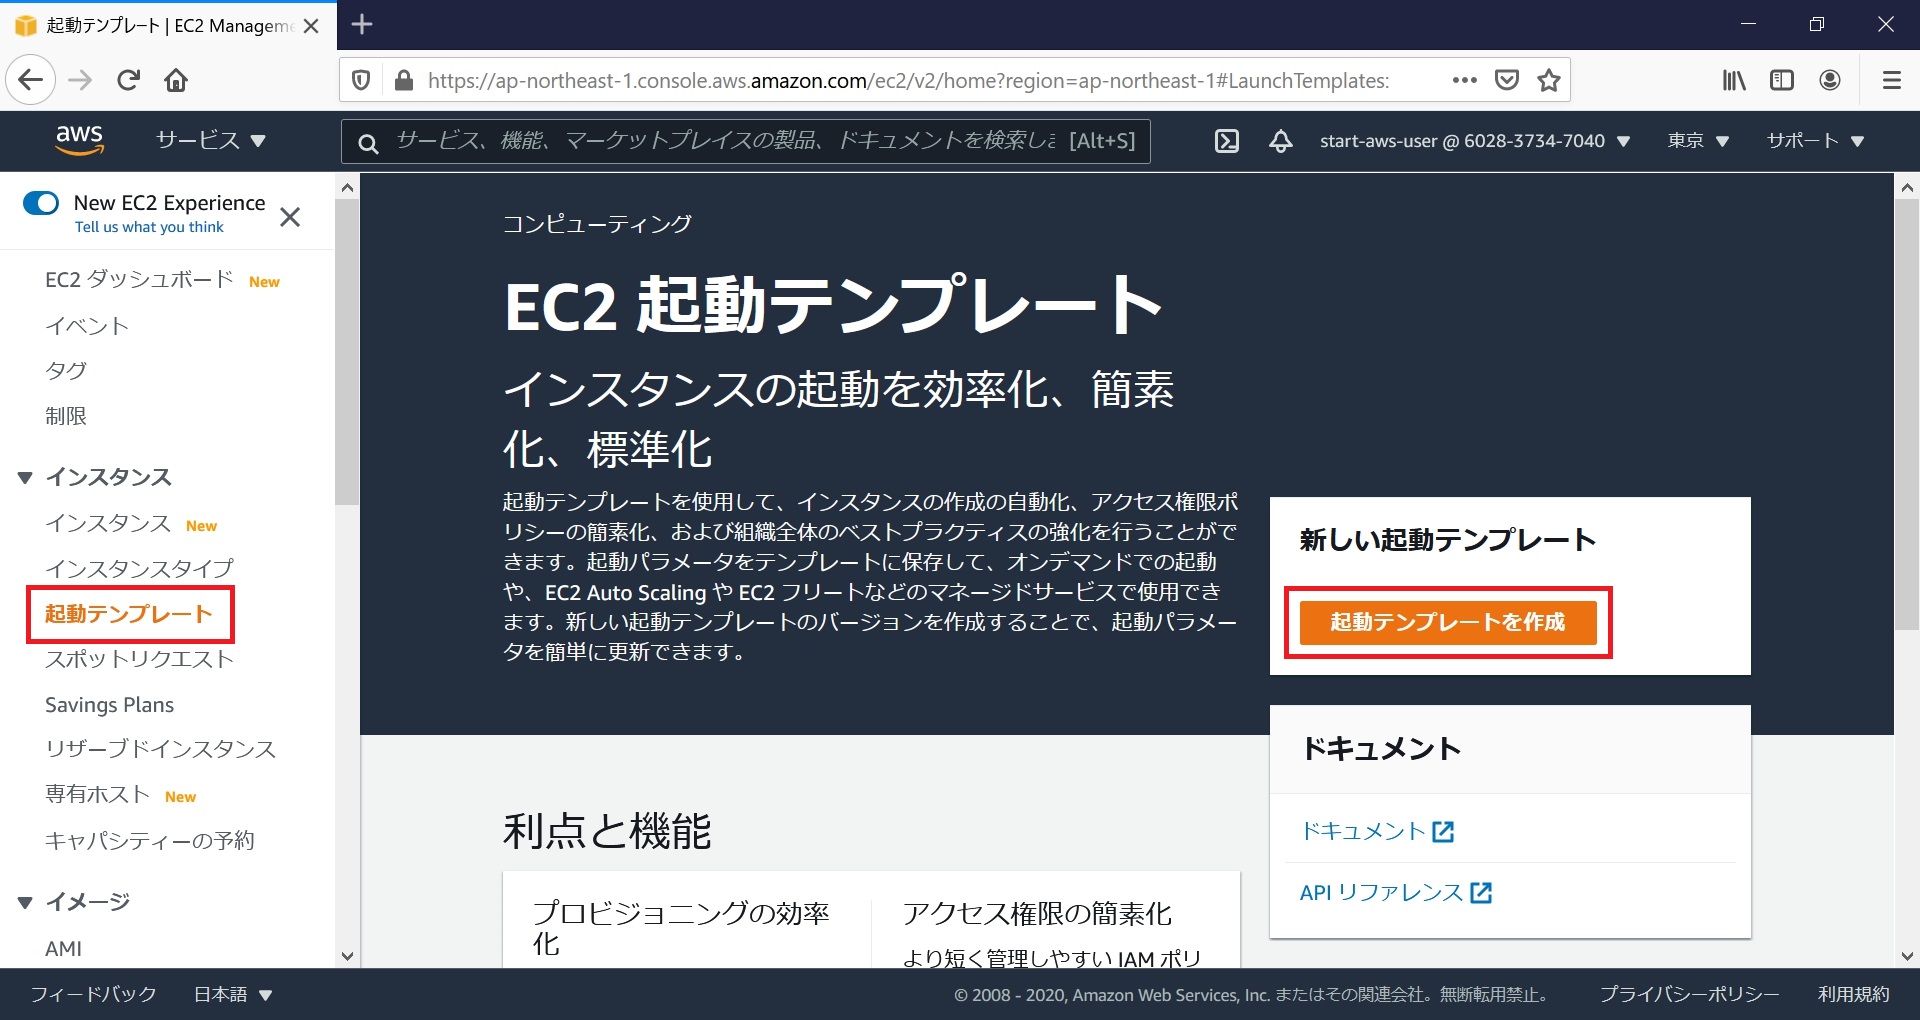 起動テンプレート | EC2 Managem
https://ap-northeast-1.console.aws.amazon.com/ec2/v2/home?region=ap-northeast-1#LaunchTemplates:
aws
サービス
サービス、機能、マーケットプレイスの製品、ドキュメントを検索しま [Alt+S]
start-aws-user @ 6028-3734-7040
東京
サポート
New EC2 Experience
Tell us what you think
EC2 ダッシュボード New
イベント
タグ
制限
インスタンス
インスタンス New
インスタンスタイプ
起動テンプレート
スポットリクエスト
Savings Plans
リザーブドインスタンス
専有ホスト New
キャパシティーの予約
イメージ
AMI
コンピューティング
EC2 起動テンプレート
インスタンスの起動を効率化、簡素
化、標準化
起動テンプレートを使用して、インスタンスの作成の自動化、アクセス権限ポ
リシーの簡素化、および組織全体のベストプラクティスの強化を行うことがで
きます。起動パラメータをテンプレートに保存して、オンデマンドでの起動
や、EC2 Auto Scaling や EC2 フリートなどのマネージドサービスで使用でき
ます。新しい起動テンプレートのバージョンを作成することで、起動パラメー
タを簡単に更新できます。
新しい起動テンプレート
起動テンプレートを作成
ドキュメント
ドキュメント
API リファレンス
利点と機能
プロビジョニングの効率
化
アクセス権限の簡素化
より短く管理しやすい IAM ポリ
フィードバック
日本語
© 2008 - 2020, Amazon Web Services, Inc. またはその関連会社。無断転用禁止。
プライバシーポリシー
利用規約